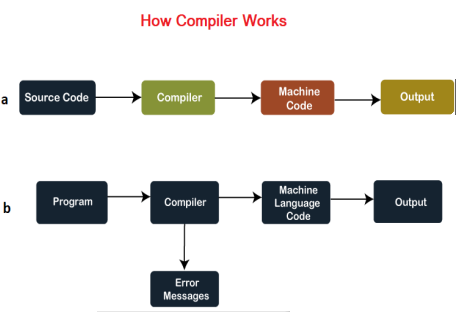 How Compiler Works
a
Source Code
Compiler
Machine
Code
Output
b
Program
Compiler
Machine
Language
Code
Output
Error
Messages